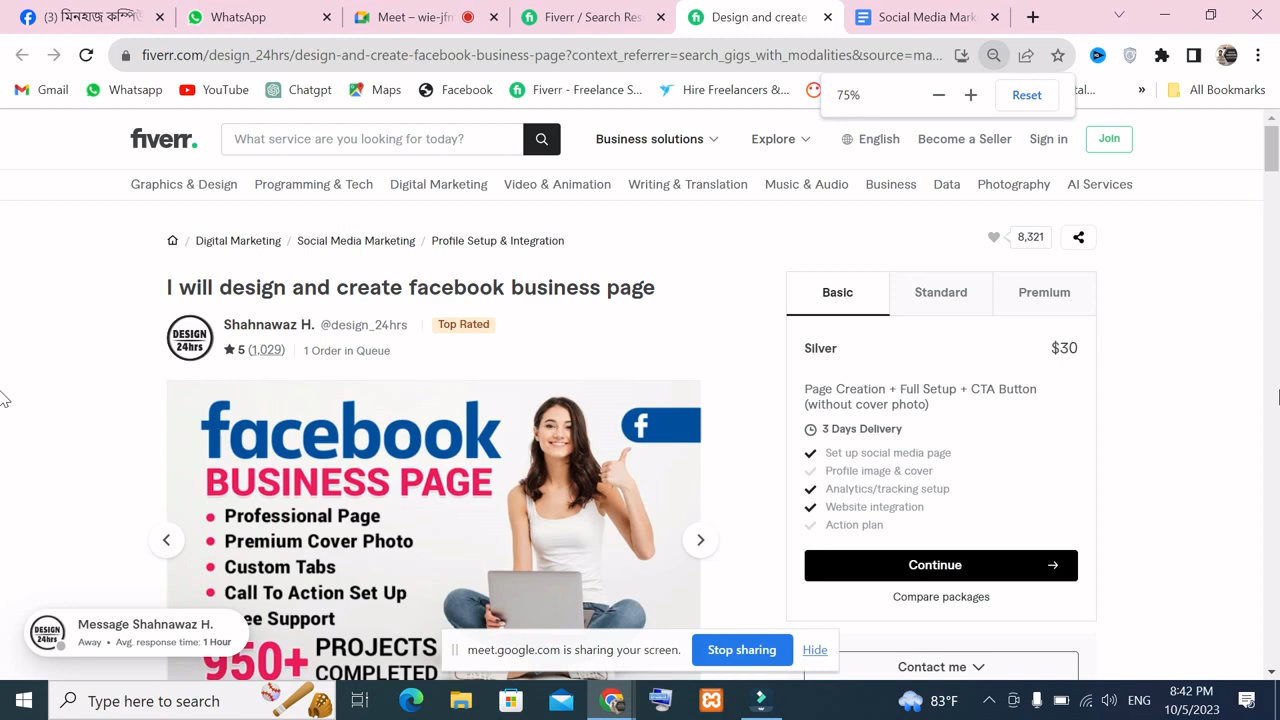 (3) মিনহাজ কম্পি
WhatsApp
Meet – wie-jfm
Fiverr / Search Res
Design and create
Social Media Mark
fiverr.com/design_24hrs/design-and-create-facebook-business-page?context_referrer=search_gigs_with_modalities&source=ma...
Gmail
Whatsapp
YouTube
Chatgpt
Maps
Facebook
Fiverr - Freelance S...
Hire Freelancers &...
tal...
»
All Bookmarks
75%
Reset
fiverr.
What service are you looking for today?
Business solutions
Explore
English
Become a Seller
Sign in
Join
Graphics & Design
Programming & Tech
Digital Marketing
Video & Animation
Writing & Translation
Music & Audio
Business
Data
Photography
AI Services
/ Digital Marketing / Social Media Marketing / Profile Setup & Integration
8,321
I will design and create facebook business page
DESIGN
24hrs
Shahnawaz H. @design_24hrs
Top Rated
5 (1,029)
1 Order in Queue
facebook
BUSINESS PAGE
Professional Page
Premium Cover Photo
Custom Tabs
Call To Action Set Up
ee Support
950+ PROJECTS
COMPLETED
f
Basic
Standard
Premium
Silver
$30
Page Creation + Full Setup + CTA Button
(without cover photo)
3 Days Delivery
Set up social media page
Profile image & cover
Analytics/tracking setup
Website integration
Action plan
Continue
Compare packages
Contact me
DESIGN
24hrs
Message Shahnawaz H.
Away • Avg. response time: 1 Hour
meet.google.com is sharing your screen.
Stop sharing
Hide
Type here to search
83°F
ENG
8:42 PM
10/5/2023